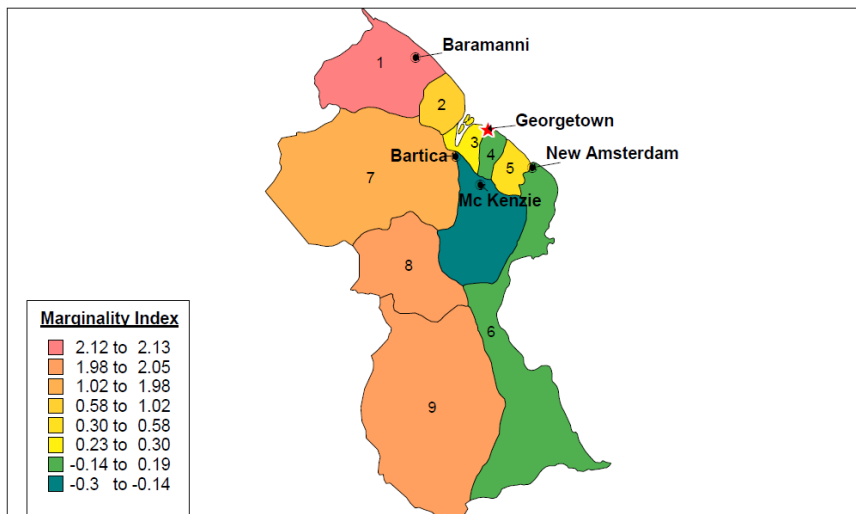 Baramanni
1
2
Georgetown
3
4
Bartica
New Amsterdam
5
7
Mc Kenzie
8
6
9
Marginality Index
2.12 to 2.13
1.98 to 2.05
1.02 to 1.98
0.58 to 1.02
0.30 to 0.58
0.23 to 0.30
-0.14 to 0.19
-0.3 to -0.14